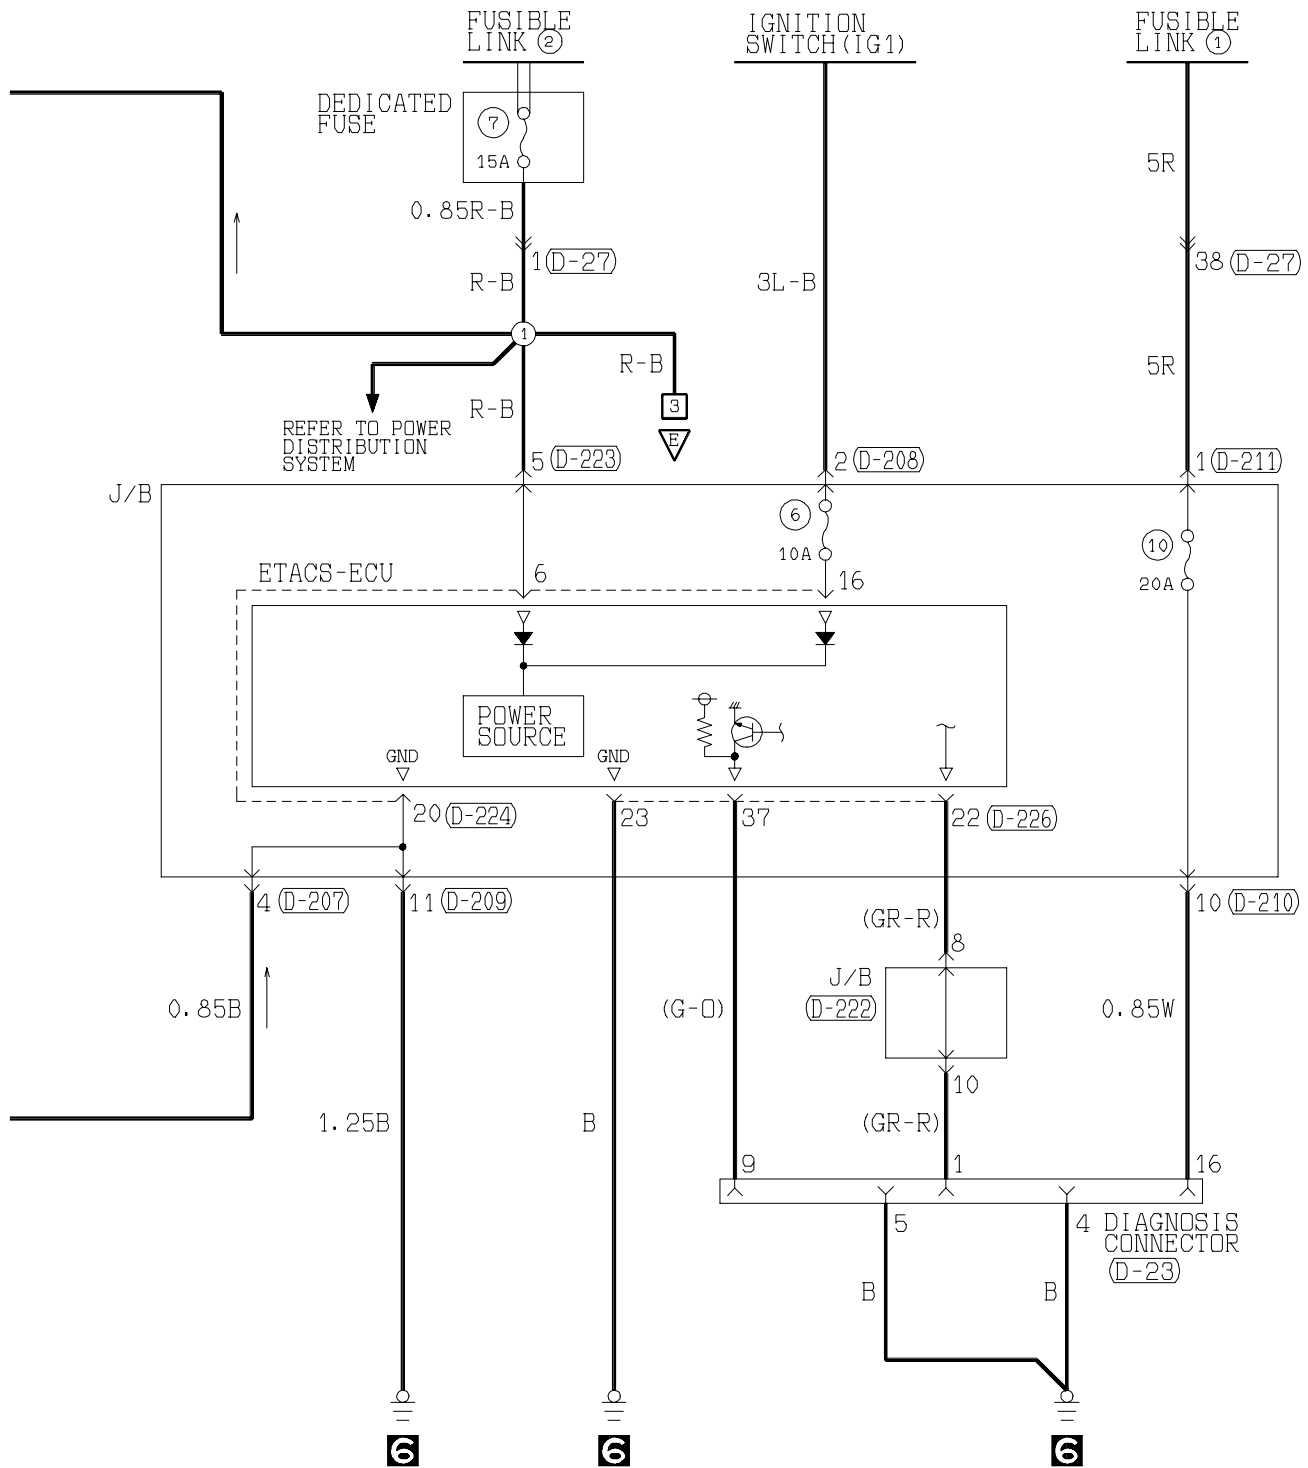 FUSIBLE
LINK ②
IGNITION
SWITCH(IG1)
FUSIBLE
LINK ①
DEDICATED
FUSE
7
15A
5R
0.85R-B
1 D-27
38 D-27
R-B
3L-B
1
R-B
5R
3
E
R-B
REFER TO POWER
DISTRIBUTION
SYSTEM
5 D-223
2 D-208
1 D-211
J/B
6
10A
10
20A
ETACS-ECU
6
16
POWER
SOURCE
GND
GND
20 D-224
23
37
22 D-226
4 D-207
11 D-209
10 D-210
(GR-R)
8
J/B
D-222
0.85B
(G-O)
0.85W
10
1.25B
B
(GR-R)
9
1
16
5
4
DIAGNOSIS
CONNECTOR
D-23
B
B
6
6
6